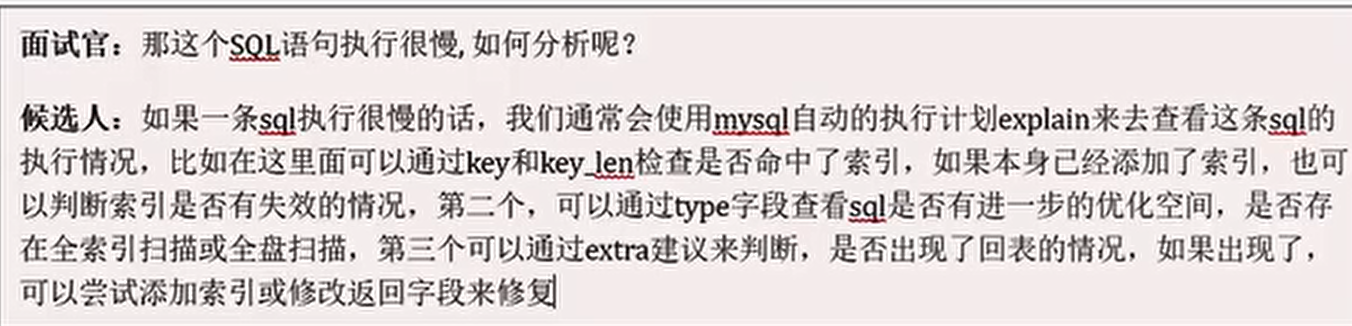 面试官：那这个SQL语句执行很慢, 如何分析呢？
候选人：如果一条sql执行很慢的话，我们通常会使用mysql自动的执行计划explain来去查看这条sql的
执行情况，比如在这里面可以通过key和key_len检查是否命中了索引，如果本身已经添加了索引，也可
以判断索引是否有失效的情况，第二个，可以通过type字段查看sql是否有进一步的优化空间，是否存
在全索引扫描或全盘扫描，第三个可以通过extra建议来判断，是否出现了回表的情况，如果出现了，
可以尝试添加索引或修改返回字段来修复